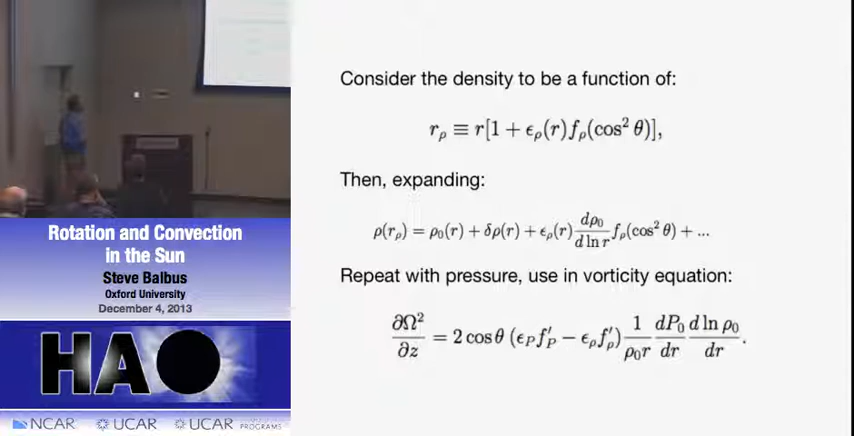 Consider the density to be a function of:
r_ρ ≡ r[1 + ϵ_ρ(r)f_ρ(cos² θ)],
Then, expanding:
ρ(r_ρ) = ρ₀(r) + δρ(r) + ϵ_ρ(r) dρ₀/d ln r f_ρ(cos² θ) + ...
Repeat with pressure, use in vorticity equation:
∂Ω²/∂z = 2 cos θ (ϵ_P f′_P − ϵ_ρ f′_ρ) 1/ρ₀r dP₀/dr d ln ρ₀/dr.
Rotation and Convection
in the Sun
Steve Balbus
Oxford University
December 4, 2013
HAO
NCAR UCAR UCAR PROGRAMS